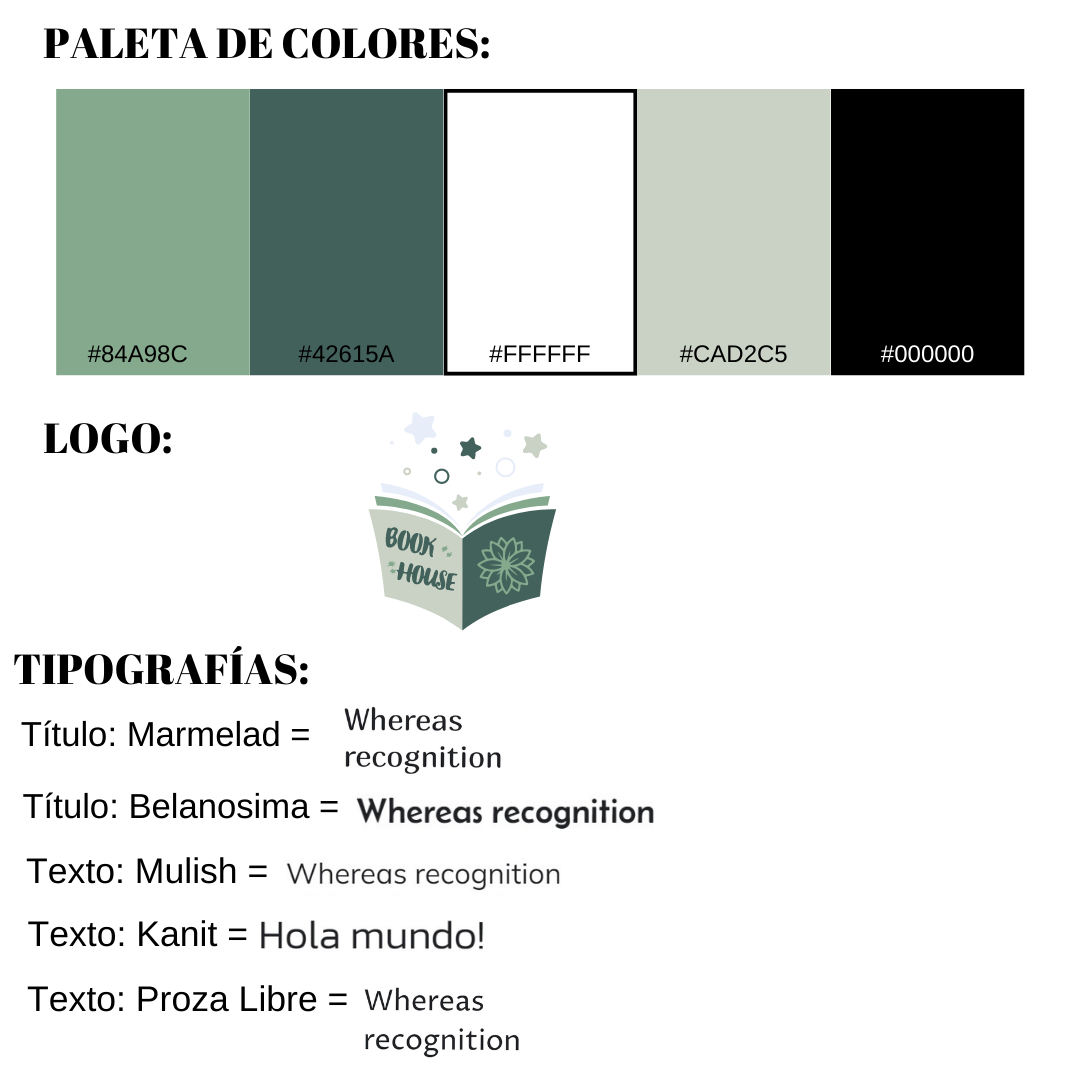 PALETA DE COLORES:
#84A98C
#42615A
#FFFFFF
#CAD2C5
#000000
LOGO:
BOOK
HOUSE
TIPOGRAFÍAS:
Título: Marmelad =
Whereas
recognition
Título: Belanosima = Whereas recognition
Texto: Mulish = Whereas recognition
Texto: Kanit = Hola mundo!
Texto: Proza Libre = Whereas
recognition